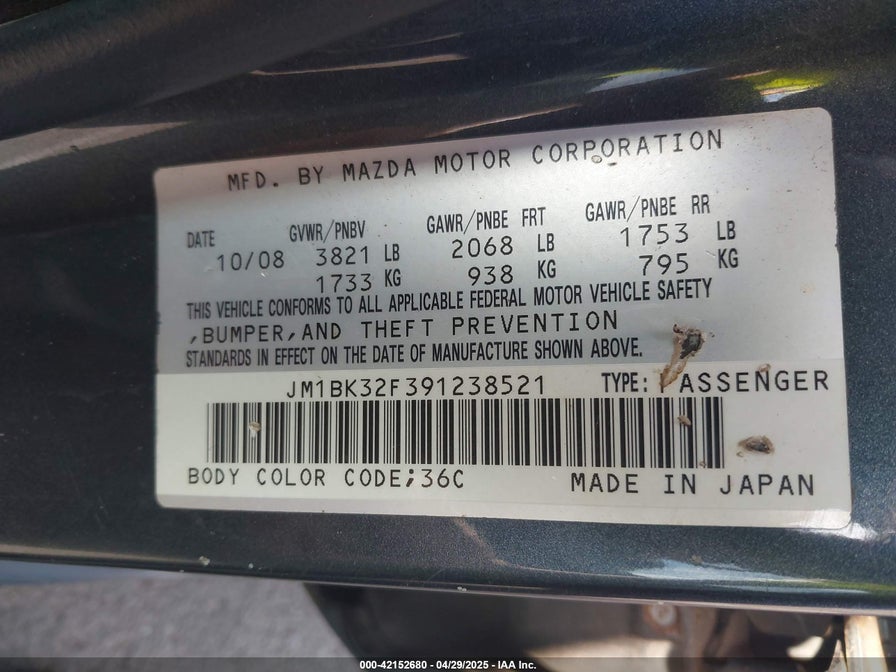 MFD. BY MAZDA MOTOR CORPORATION
DATE GVWR/PNBV GAWR/PNBE FRT GAWR/PNBE RR
10/08 3821 LB 2068 LB 1753 LB
1733 KG 938 KG 795 KG
THIS VEHICLE CONFORMS TO ALL APPLICABLE FEDERAL MOTOR VEHICLE SAFETY
,BUMPER,AND THEFT PREVENTION
STANDARDS IN EFFECT ON THE DATE OF MANUFACTURE SHOWN ABOVE.
JM1BK32F391238521 TYPE: PASSENGER
BODY COLOR CODE;36C MADE IN JAPAN
000-42152680 - 04/29/2025 - IAA Inc.